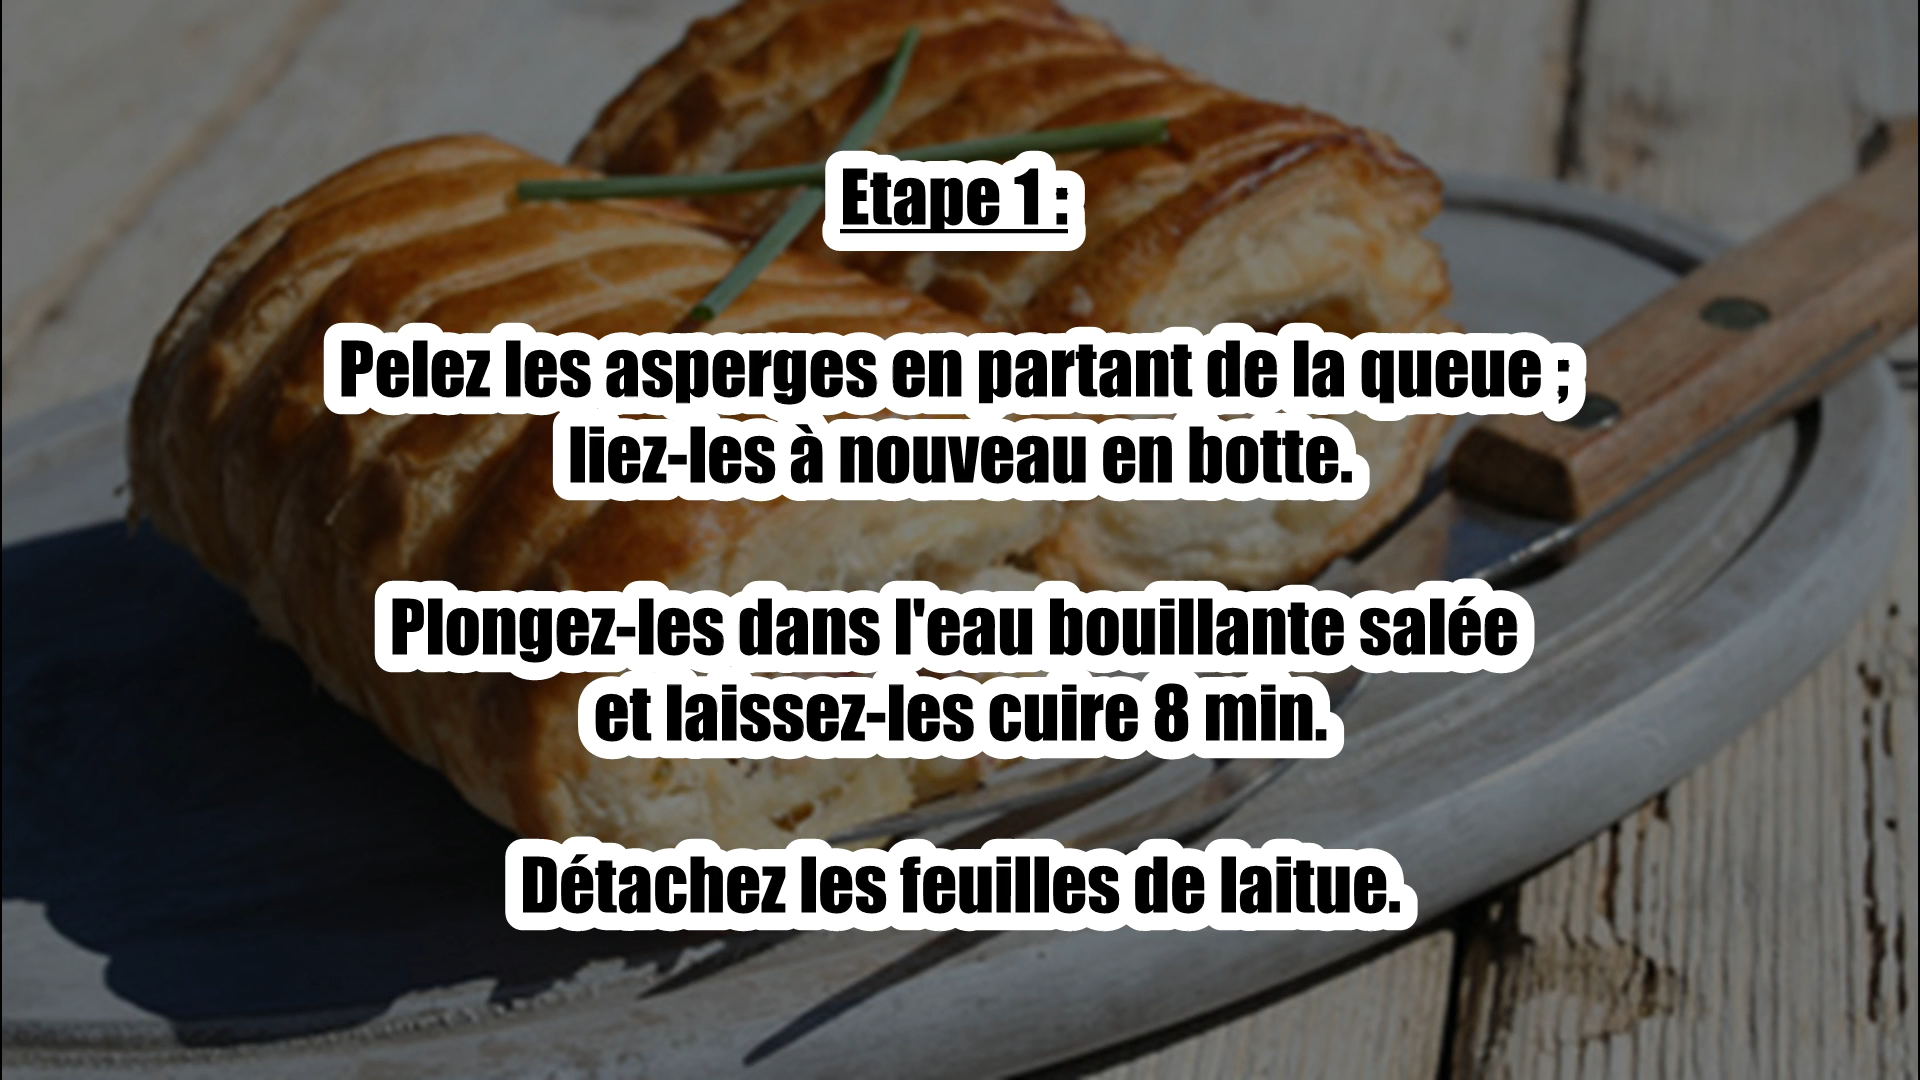 Etape 1 :
Pelez les asperges en partant de la queue ;
liez-les à nouveau en botte.
Plongez-les dans l'eau bouillante salée
et laissez-les cuire 8 min.
Détachez les feuilles de laitue.